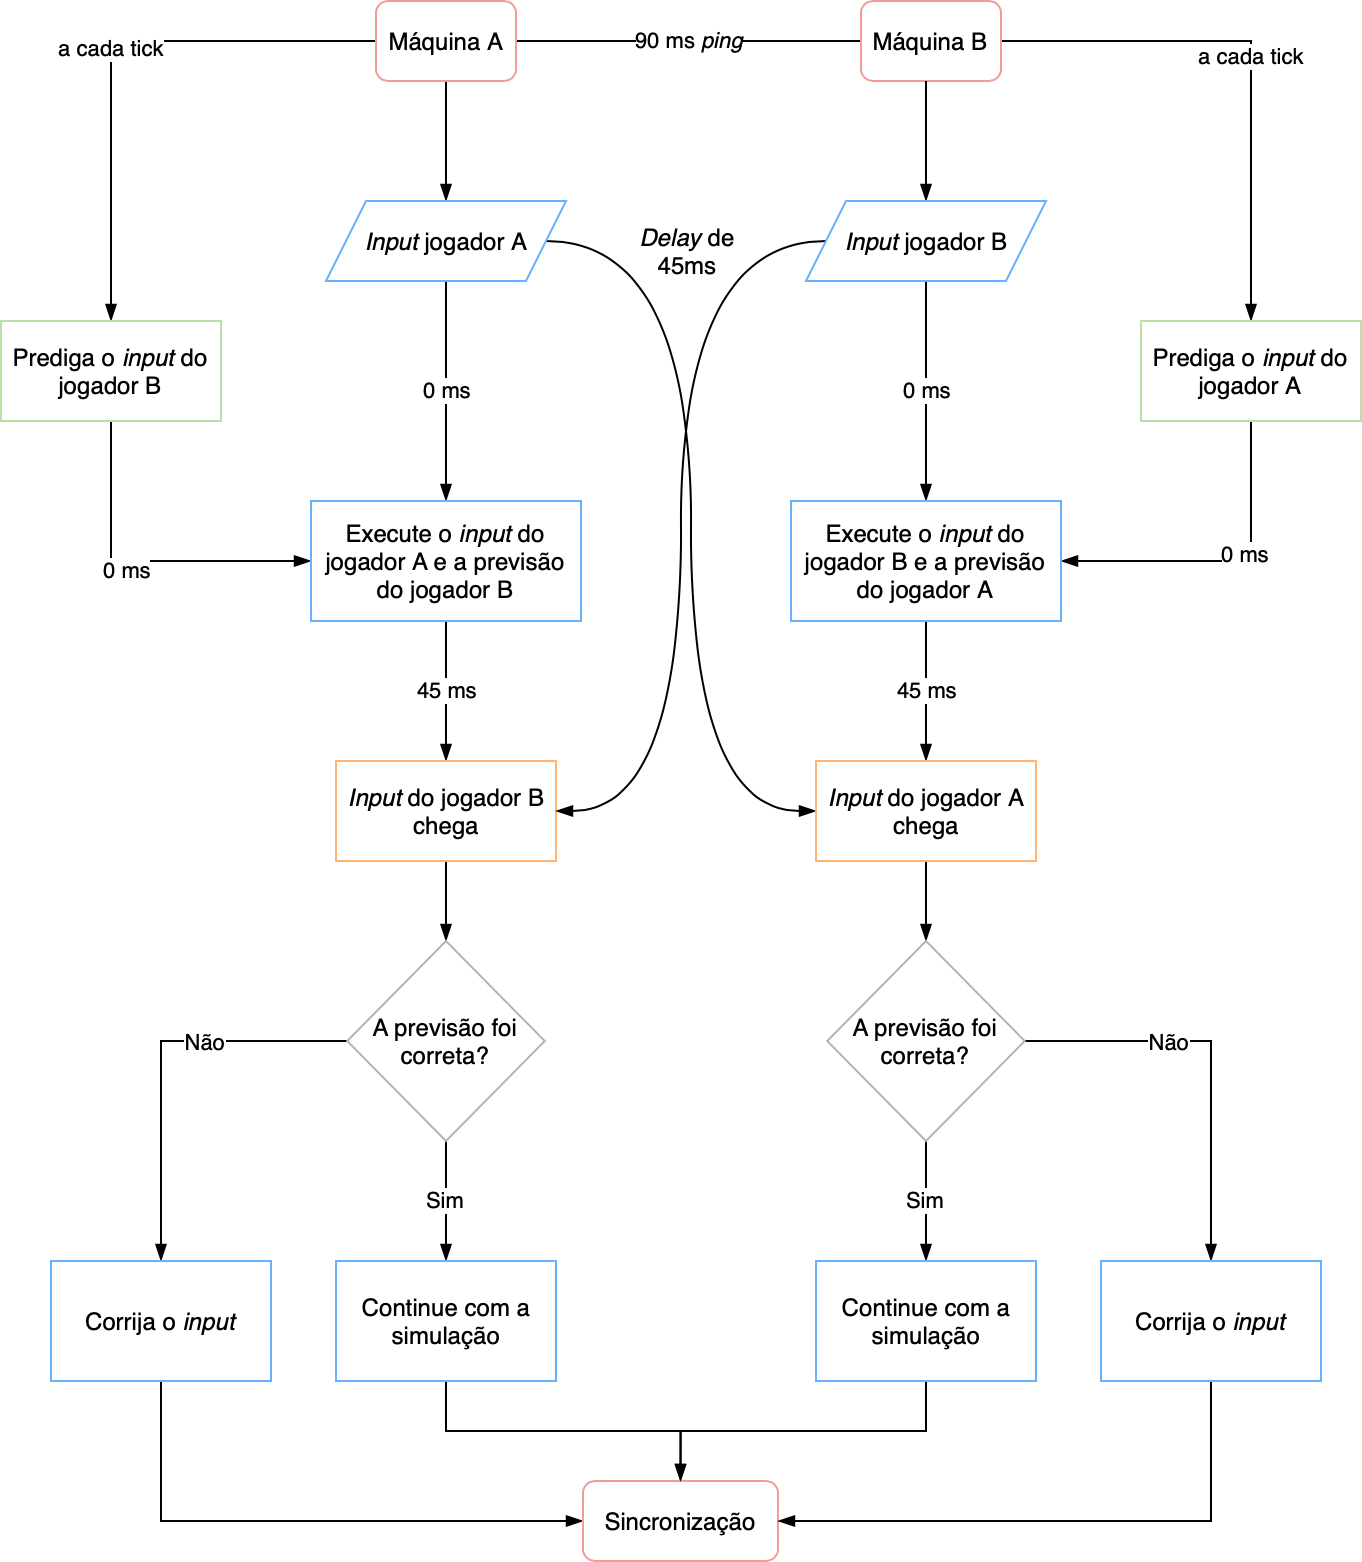 Máquina A
90 ms ping
Máquina B
a cada tick
a cada tick
Input jogador A
Delay de
45ms
Input jogador B
Prediga o input do
jogador B
0 ms
0 ms
Prediga o input do
jogador A
Execute o input do
jogador A e a previsão
do jogador B
Execute o input do
jogador B e a previsão
do jogador A
0 ms
0 ms
45 ms
45 ms
Input do jogador B
chega
Input do jogador A
chega
A previsão foi
correta?
A previsão foi
correta?
Não
Não
Sim
Sim
Corrija o input
Continue com a
simulação
Continue com a
simulação
Corrija o input
Sincronização